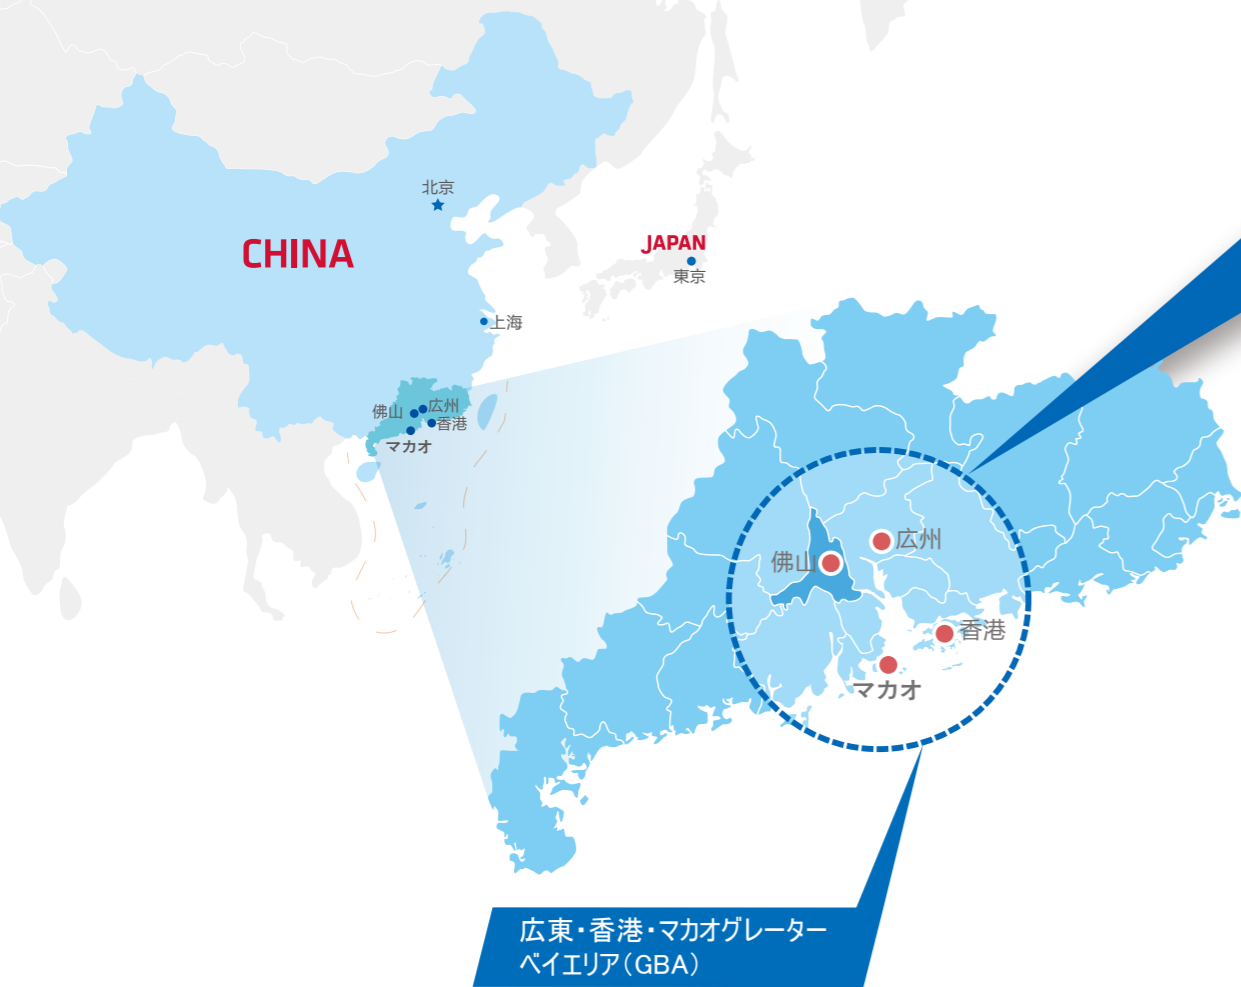 北京
CHINA
JAPAN
東京
上海
佛山
広州
香港
マカオ
広州
佛山
香港
マカオ
広東・香港・マカオグレーター
ベイエリア（GBA）